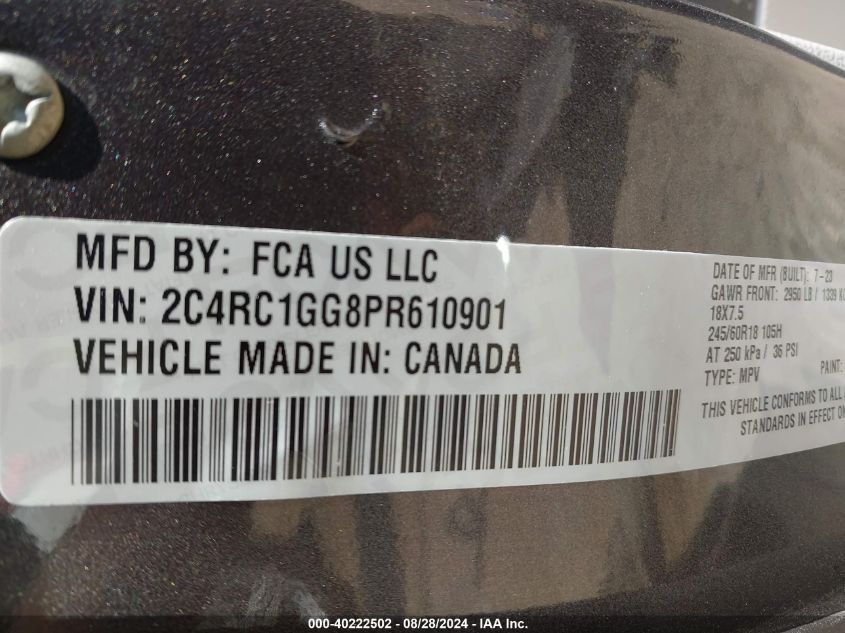 MFD BY: FCA US LLC
VIN: 2C4RC1GG8PR610901
VEHICLE MADE IN: CANADA
DATE OF MFR (BUILT): 7-23
GAWR FRONT: 2950 LB/ 1339 KG
18X7.5
245/60R18 105H
AT 250 kPa / 36 PSI
TYPE: MPV PAINT:
THIS VEHICLE CONFORMS TO ALL
STANDARDS IN EFFECT ON
000-40222502 - 08/28/2024 - IAA Inc.